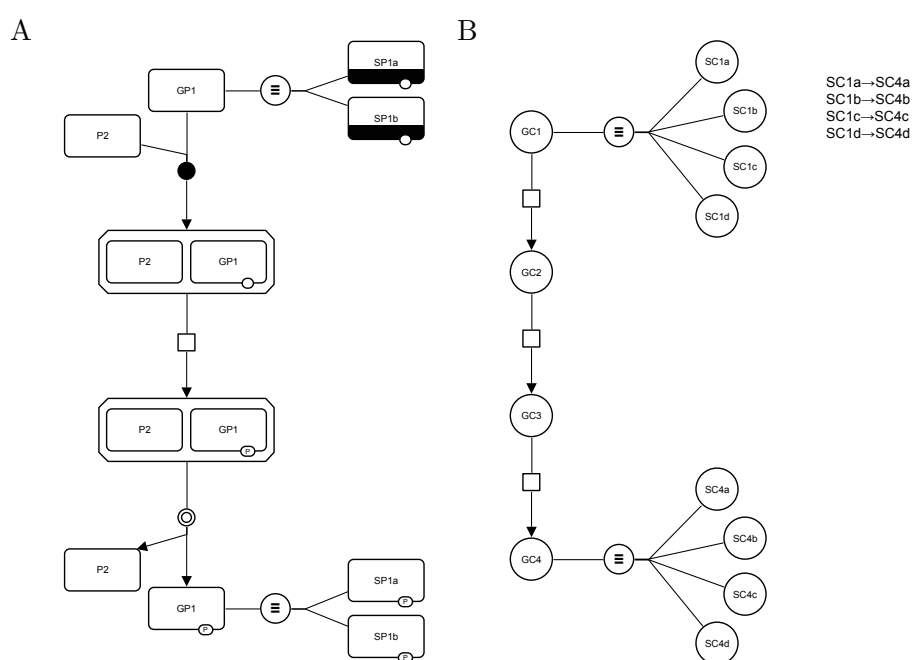 A
GP1
≡
SP1a
SP1b
P2
P2
GP1
P2
GP1
P
P2
GP1
P
≡
SP1a
P
SP1b
P
B
GC1
≡
SC1a
SC1b
SC1c
SC1d
SC1a→SC4a
SC1b→SC4b
SC1c→SC4c
SC1d→SC4d
GC2
GC3
GC4
≡
SC4a
SC4b
SC4c
SC4d